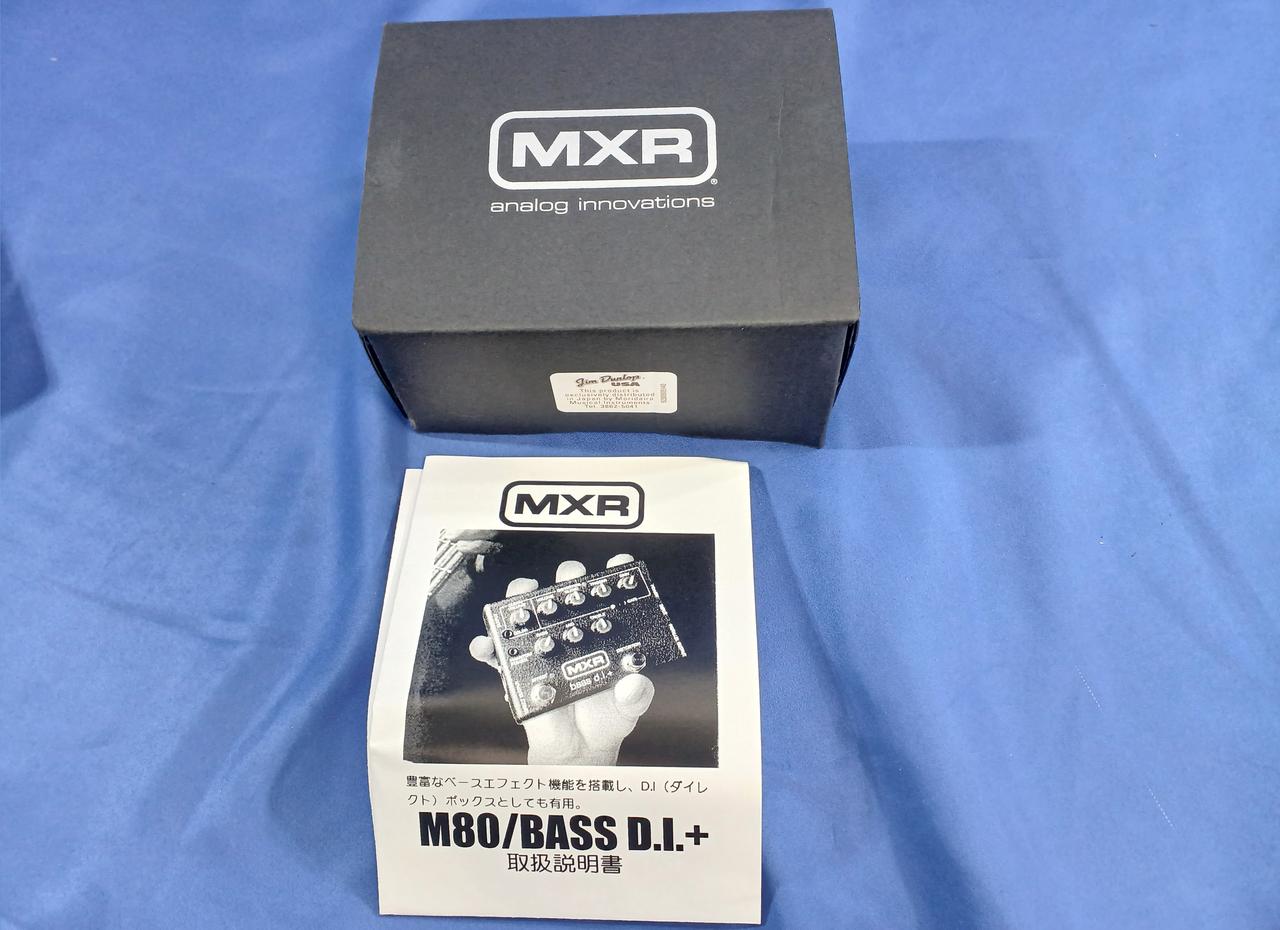 MXR
®
analog innovations
Jim Dunlop
USA
This product is
exclusively distributed
in Japan by Moridaira
Musical Instruments
Tel. 3862-5041
MXR
MXR
bass d.i.+
豊富なベースエフェクト機能を搭載し、D.I（ダイレ
クト）ボックスとしても有用。
M80/BASS D.I.+
取扱説明書